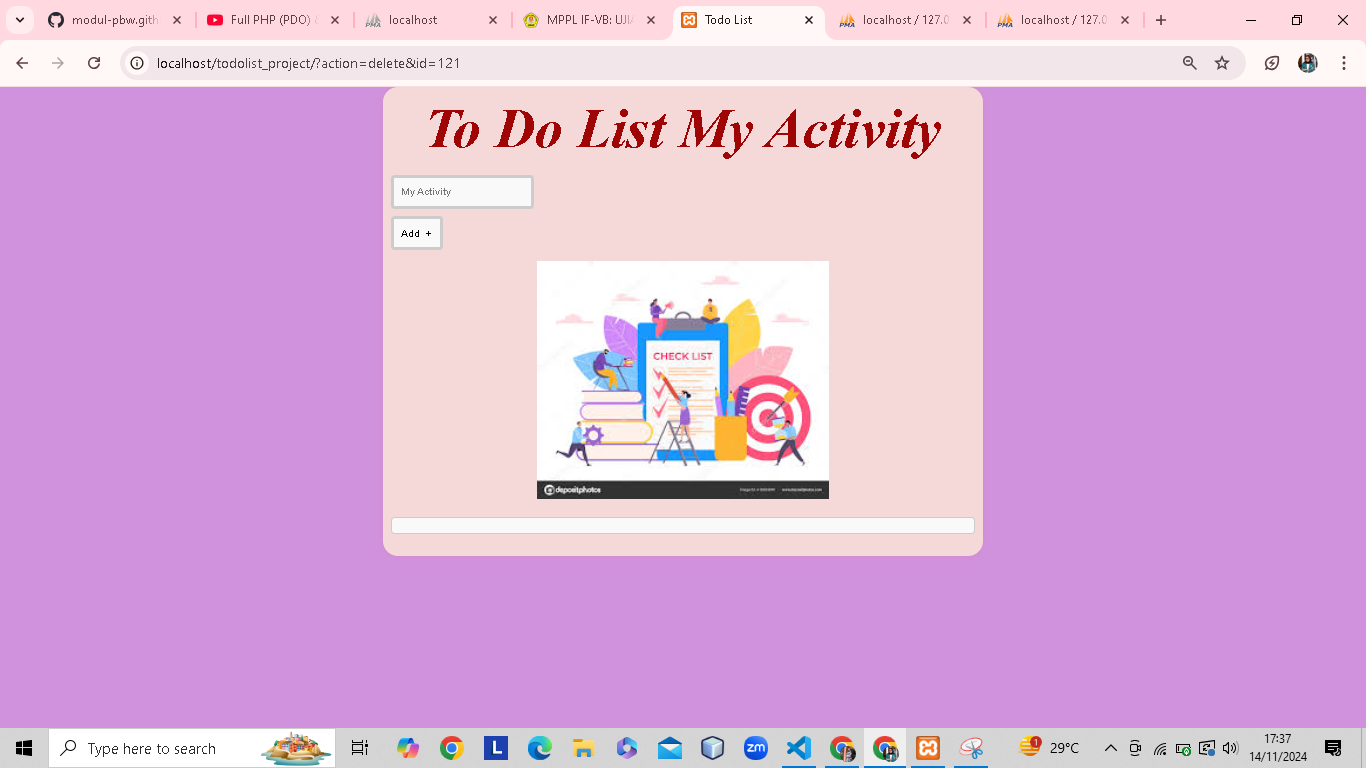 modul-pbw.gith
Full PHP (PDO)
localhost
MPPL IF-VB: UJI
Todo List
localhost / 127.0
localhost / 127.0
localhost/todolist_project/?action=delete&id=121
To Do List My Activity
My Activity
Add +
CHECK LIST
depositphotos
Type here to search
L
zm
1
29°C
17:37
14/11/2024